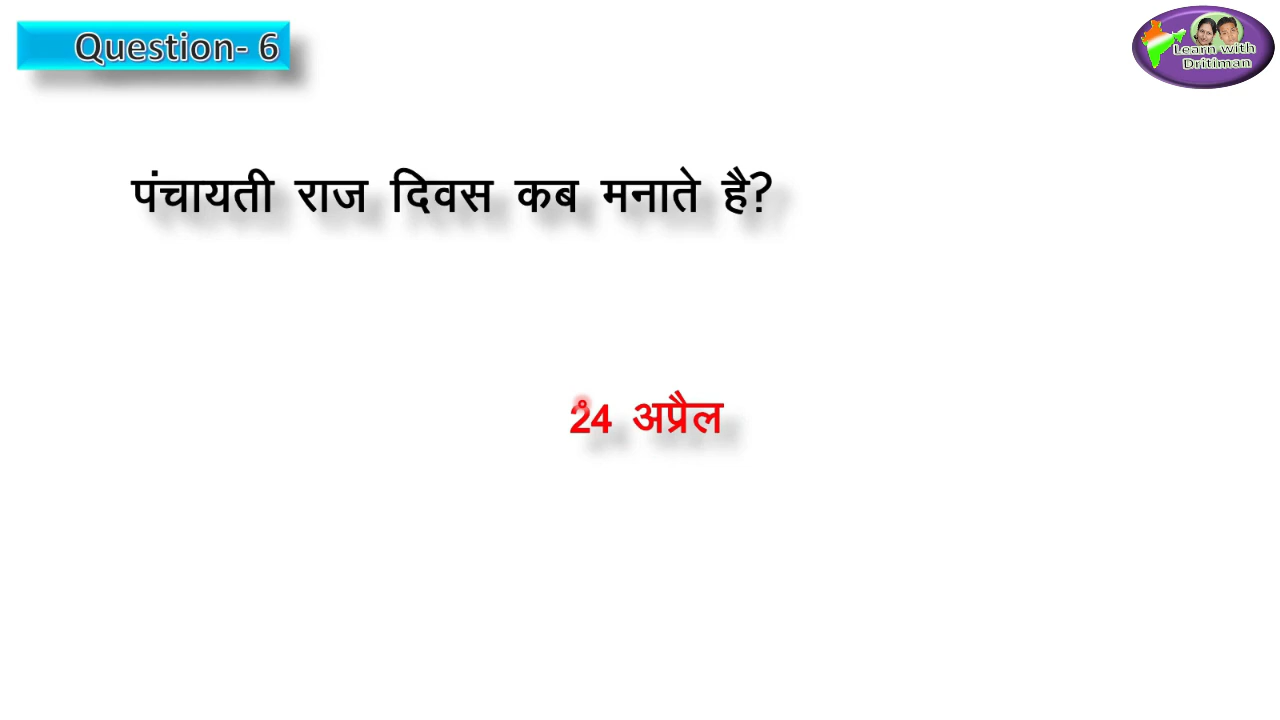 Question- 6
Learn with
Dritiman
पंचायती राज दिवस कब मनाते है?
24 अप्रैल